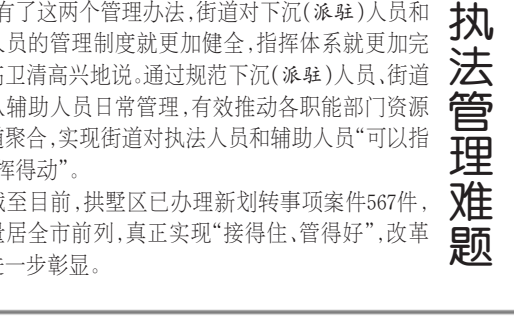 有了这两个管理办法，街道对下沉（派驻）人员和
人员的管理制度就更加健全，指挥体系就更加完
卫清高兴地说。通过规范下沉（派驻）人员、街道
辅助人员日常管理，有效推动各职能部门资源
聚合，实现街道对执法人员和辅助人员“可以指
挥得动”。
至目前，拱墅区已办理新划转事项案件567件，
居全市前列，真正实现“接得住、管得好”，改革
一步彰显。
执法管理难题